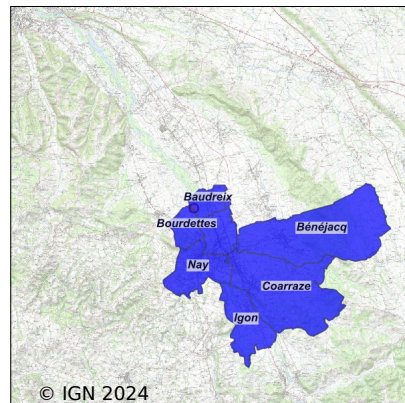 Baudreix
Bourdettes
Bénéjacq
Nay
Coarraze
Igon
© IGN 2024